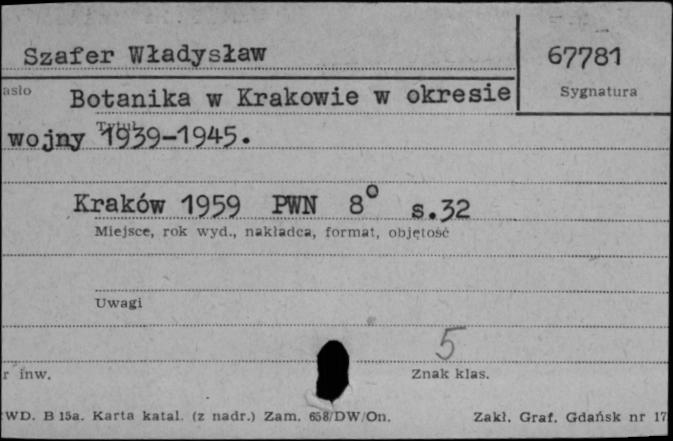 Szafer Władysław
67781
asło
Sygnatura
Botanika w Krakowie w okresie
Tytuł
wojny 1939-1945.
Kraków 1959 PWN 8° s.32
Miejsce, rok wyd., nakładca, format, objętość
Uwagi
5
r inw.
Znak klas.
WD. B 15a. Karta katal. (z nadr.) Zam. 658/DW/On.
Zakł. Graf. Gdańsk nr 17